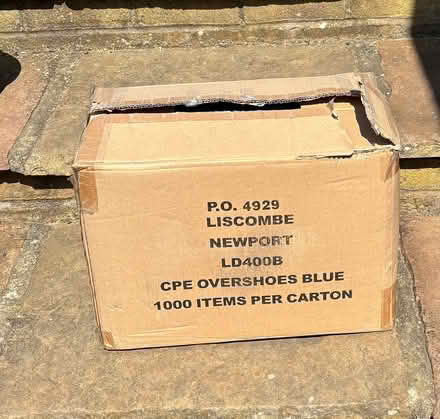 P.O. 4929
LISCOMBE
NEWPORT
LD400B
CPE OVERSHOES BLUE
1000 ITEMS PER CARTON